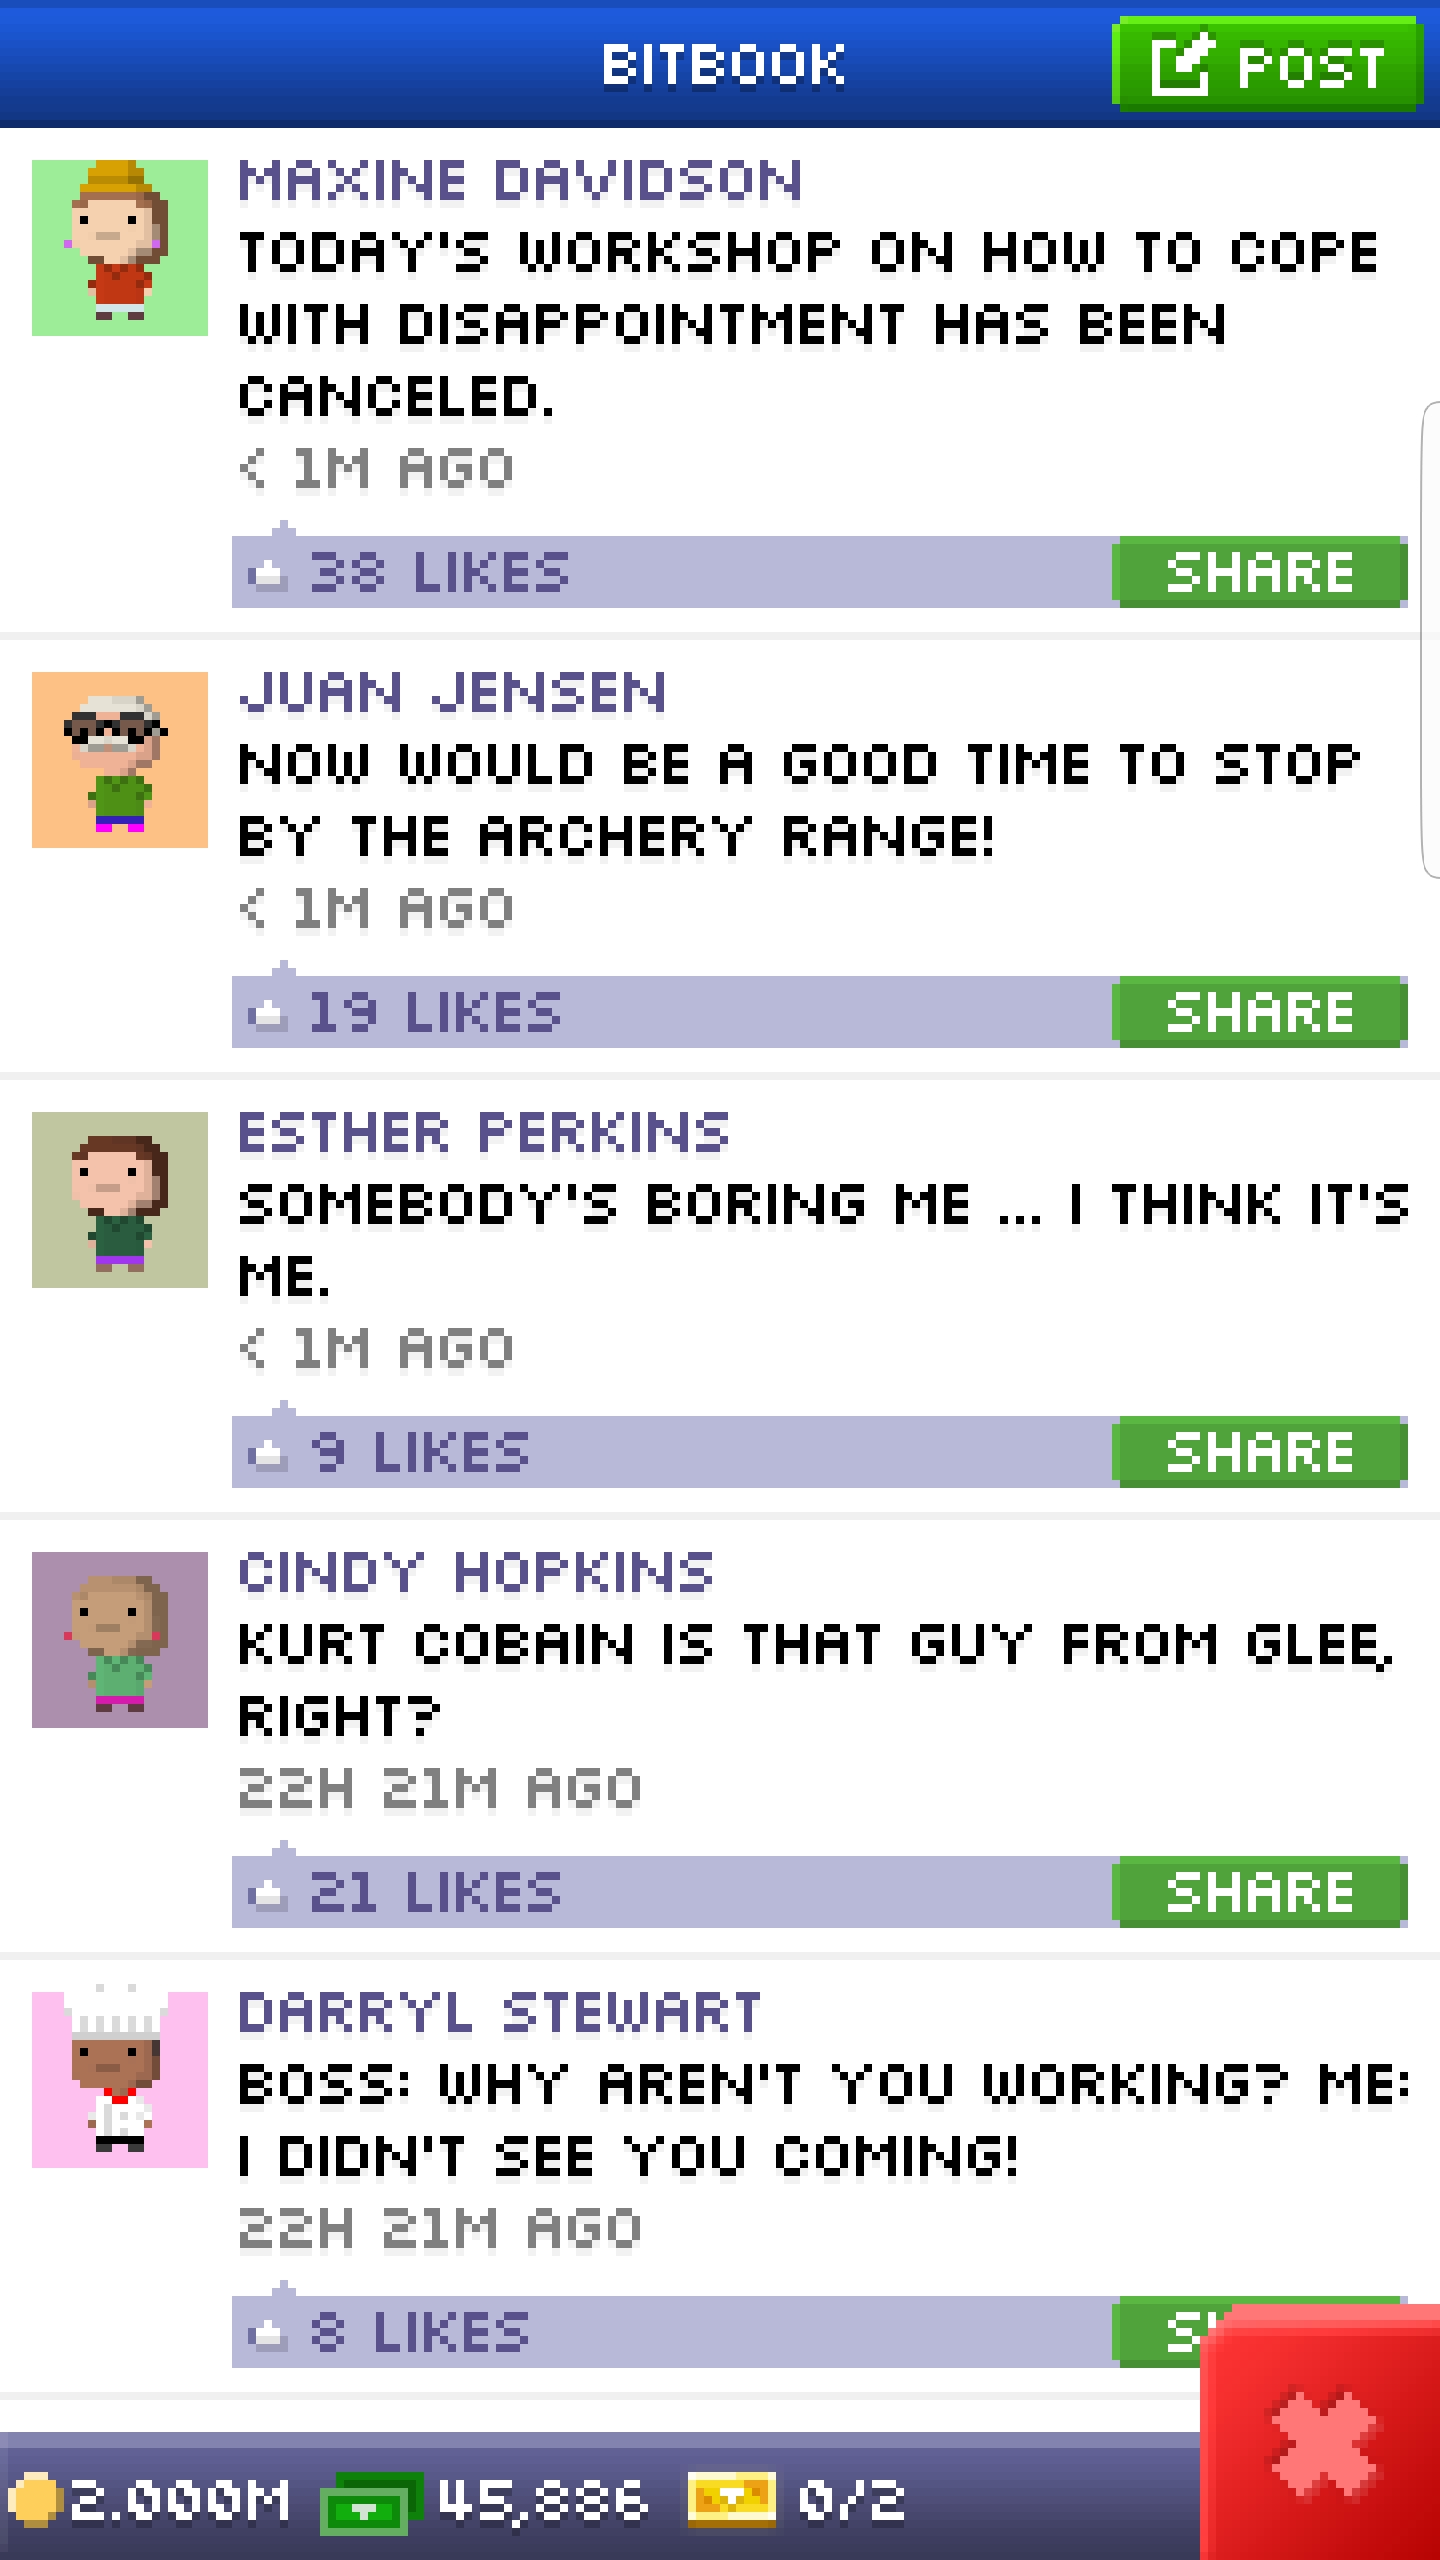 BITBOOK
POST
MAXINE DAVIDSON
TODAY'S WORKSHOP ON HOW TO COPE
WITH DISAPPOINTMENT HAS BEEN
CANCELED.
< 1M AGO
38 LIKES
SHARE
JUAN JENSEN
NOW WOULD BE A GOOD TIME TO STOP
BY THE ARCHERY RANGE!
< 1M AGO
19 LIKES
SHARE
ESTHER PERKINS
SOMEBODY'S BORING ME ... I THINK IT'S
ME.
< 1M AGO
9 LIKES
SHARE
CINDY HOPKINS
KURT COBAIN IS THAT GUY FROM GLEE,
RIGHT?
22H 21M AGO
21 LIKES
SHARE
DARRYL STEWART
BOSS: WHY AREN'T YOU WORKING? ME:
I DIDN'T SEE YOU COMING!
22H 21M AGO
8 LIKES
2.000M
45,886
0/2